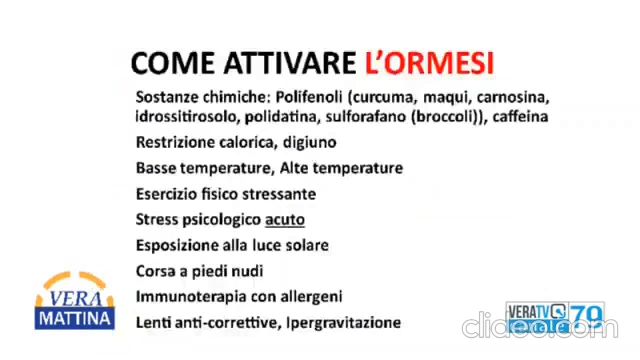 COME ATTIVARE L'ORMESI
Sostanze chimiche: Polifenoli (curcuma, maqui, carnosina,
idrossitirosolo, polidatina, sulforafano (broccoli)), caffeina
Restrizione calorica, digiuno
Basse temperature, Alte temperature
Esercizio fisico stressante
Stress psicologico acuto
Esposizione alla luce solare
Corsa a piedi nudi
Immunoterapia con allergeni
Lenti anti-correttive, Ipergravitazione
VERA
MATTINA
VERATV
canale 79
clideo.com